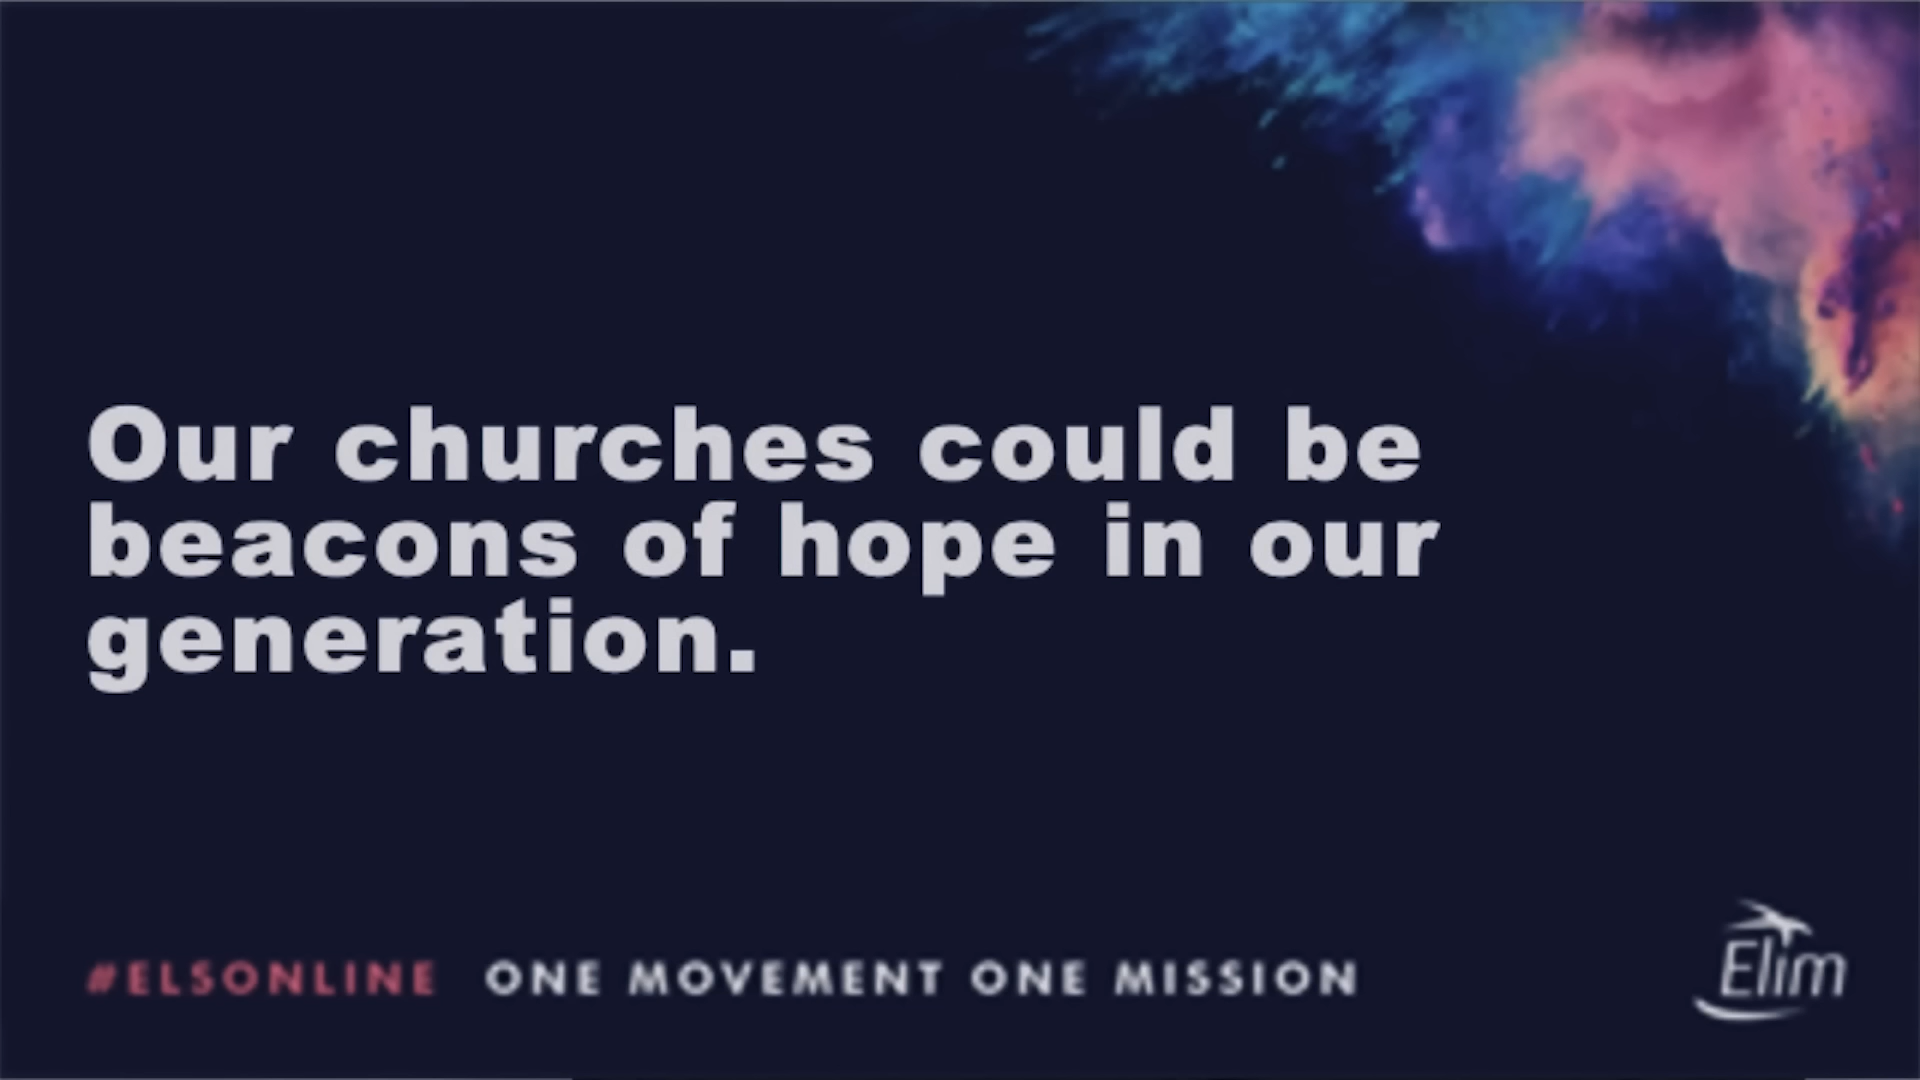 Our churches could be
beacons of hope in our
generation.
#ELSONLINE ONE MOVEMENT ONE MISSION
Elim